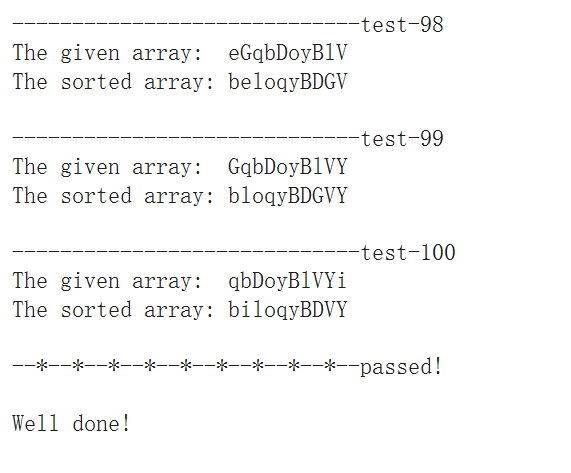 -----------------------------test-98
The given array:  eGqbDoyBlV
The sorted array: beloqyBDGV
-----------------------------test-99
The given array:  GqbDoyBlVY
The sorted array: bloqyBDGVY
-----------------------------test-100
The given array:  qbDoyBlVYi
The sorted array: biloqyBDVY
--*--*--*--*--*--*--*--*--*--passed!
Well done!